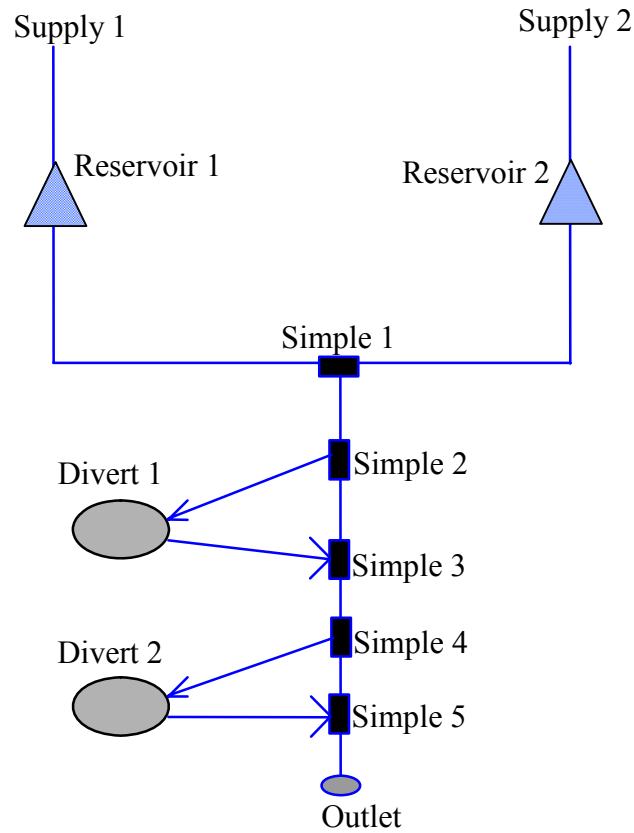 Supply 1
Supply 2
Reservoir 1
Reservoir 2
Simple 1
Divert 1
Simple 2
Simple 3
Divert 2
Simple 4
Simple 5
Outlet